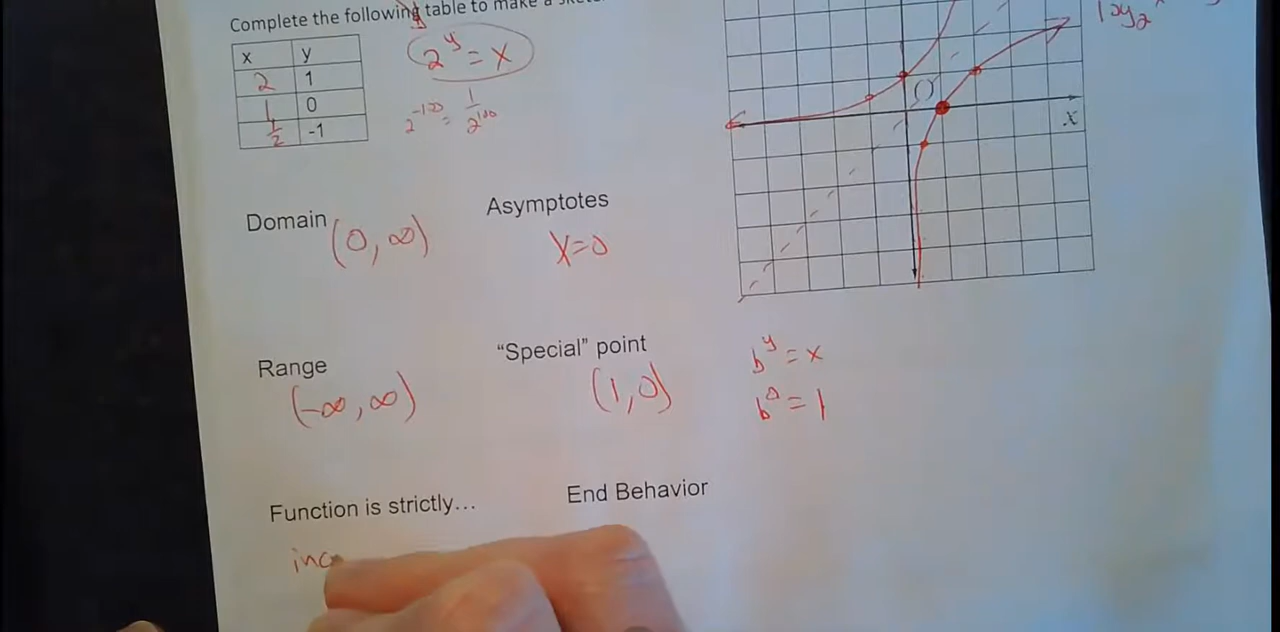 Complete the following table to make a
x y
2 1
1 0
1/2 -1
2^y = x
2^-100 = 1/2^100
log₂ x
x
Domain (0, ∞)
Asymptotes
x=0
Range
(-∞, ∞)
"Special" point
(1, 0)
b^y = x
b^0 = 1
Function is strictly...
inc
End Behavior